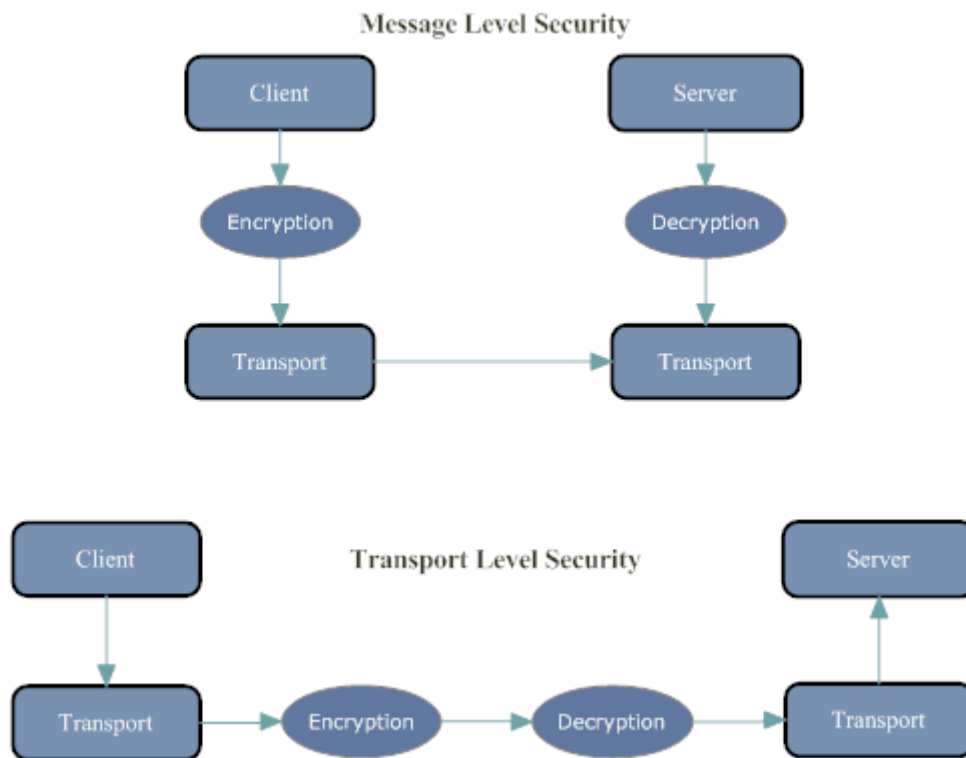 Message Level Security
Client
Server
Encryption
Decryption
Transport
Transport
Client
Transport Level Security
Server
Transport
Encryption
Decryption
Transport